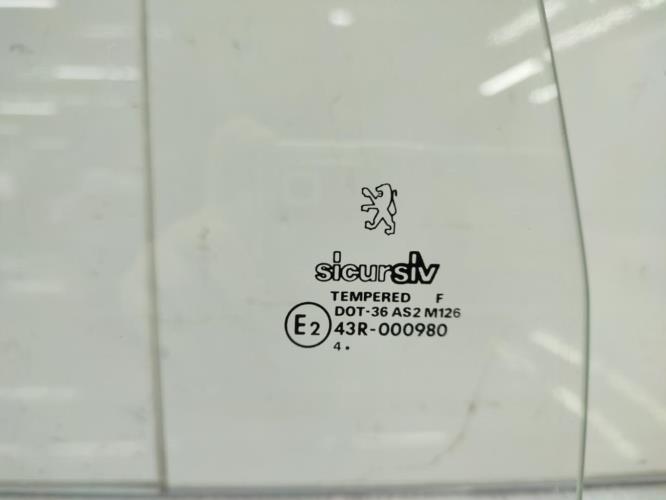 sicursiv
TEMPERED F
DOT-36 AS2 M126
E2 43R-000980
4.